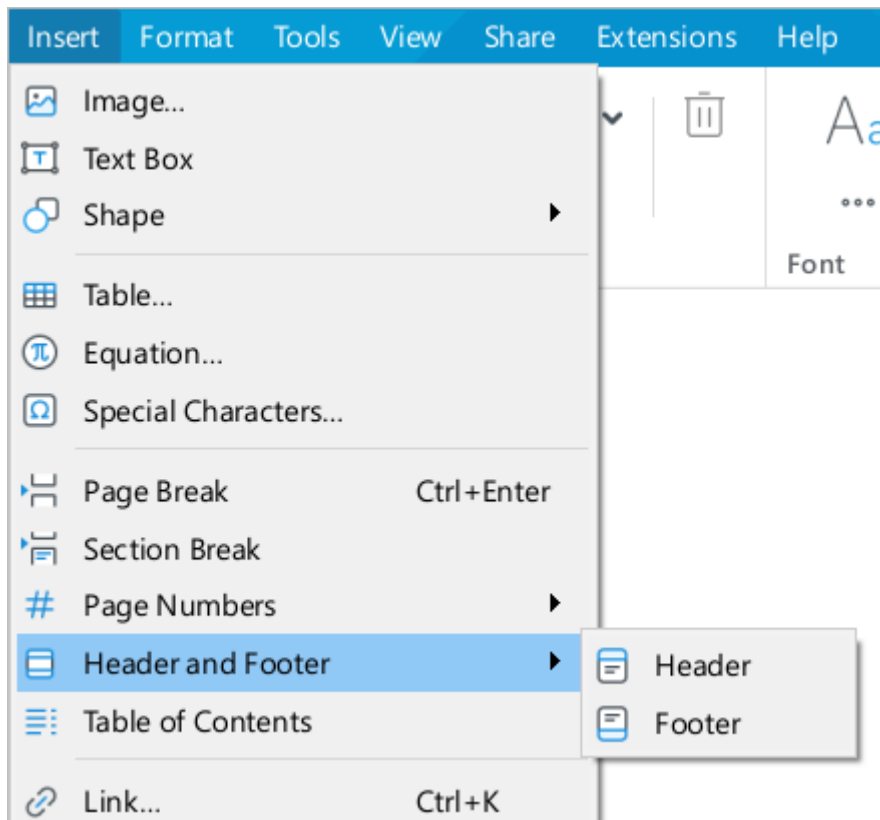 Insert Format Tools View Share Extensions Help
Image...
Text Box
Shape
Table...
Equation...
Special Characters...
Page Break Ctrl+Enter
Section Break
Page Numbers
Header and Footer
Header
Footer
Table of Contents
Link... Ctrl+K
Aa
Font